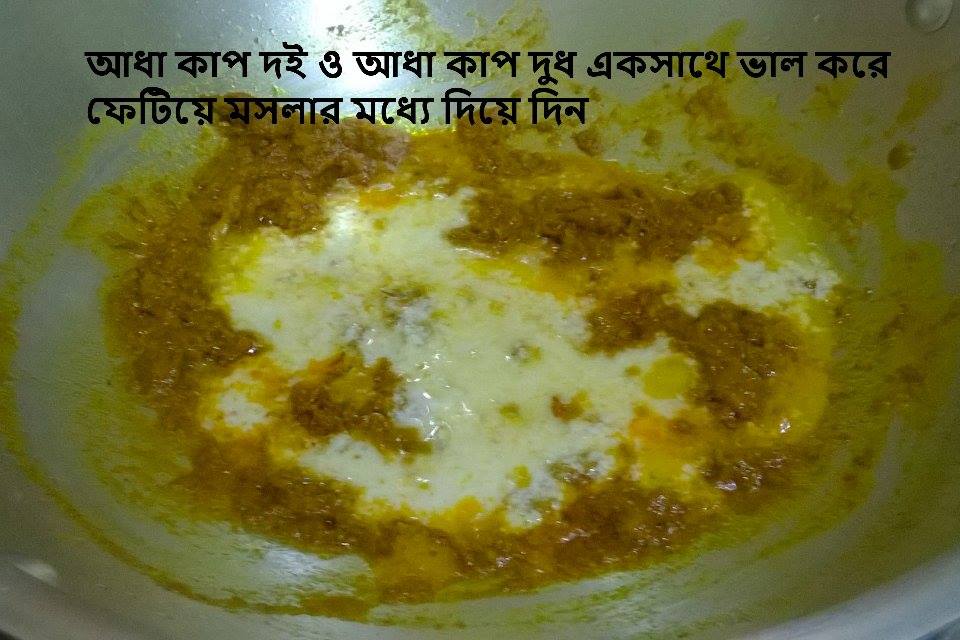 আধা কাপ দই ও আধা কাপ দুধ একসাথে ভাল করে
ফেটিয়ে মসলার মধ্যে দিয়ে দিন